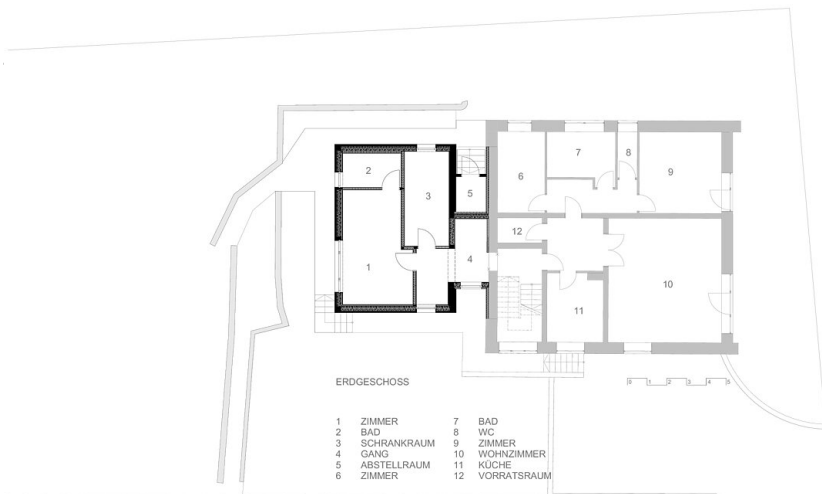 7
8
2
9
3
6
5
12
4
1
10
11
0 1 2 3 4 5
ERDGESCHOSS
1 ZIMMER 7 BAD
2 BAD 8 WC
3 SCHRANKRAUM 9 ZIMMER
4 GANG 10 WOHNZIMMER
5 ABSTELLRAUM 11 KÜCHE
6 ZIMMER 12 VORRATSRAUM